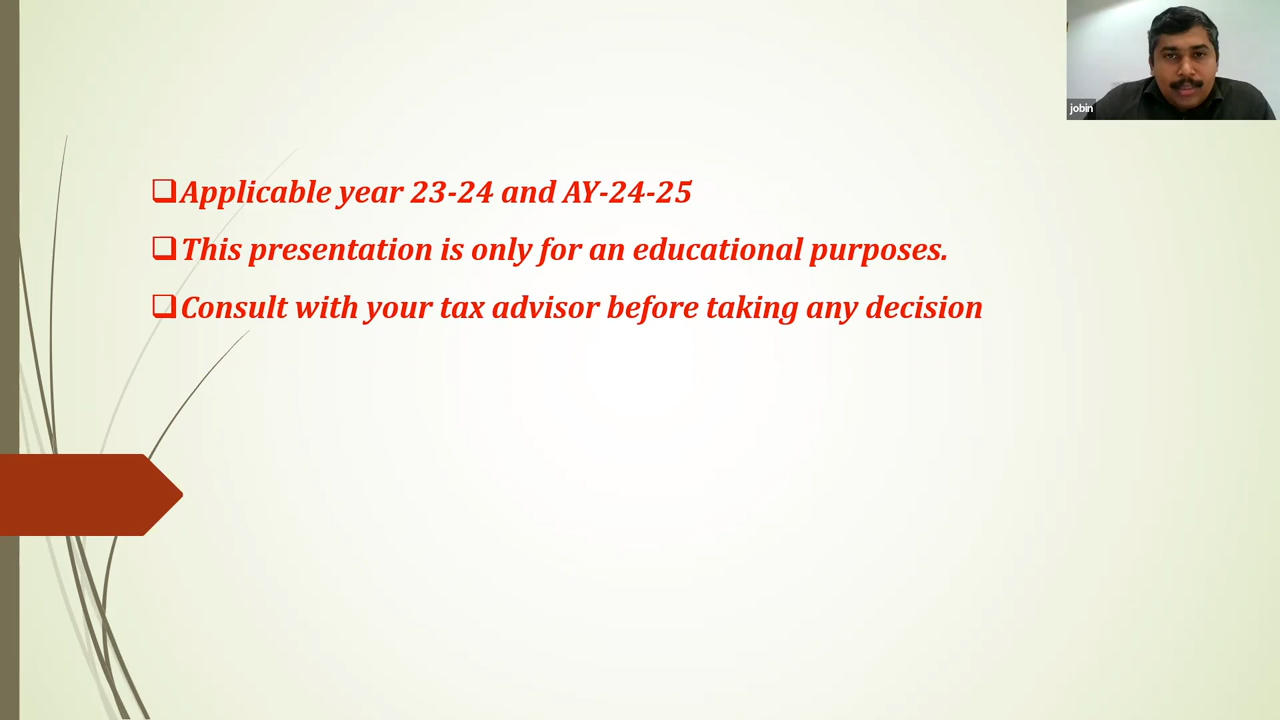 Applicable year 23-24 and AY-24-25
This presentation is only for an educational purposes.
Consult with your tax advisor before taking any decision
jobin